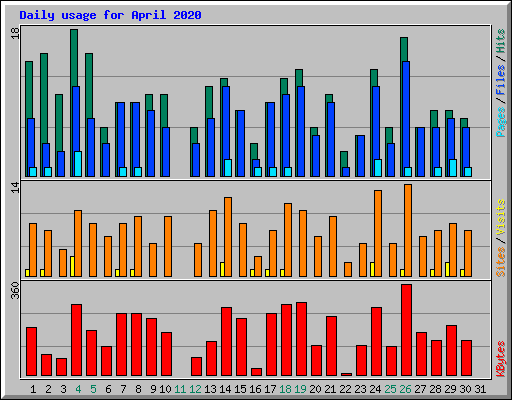 Daily usage for April 2020
18
Pages / Files / Hits
14
Sites / Visits
360
KBytes
1 2 3 4 5 6 7 8 9 10 11 12 13 14 15 16 17 18 19 20 21 22 23 24 25 26 27 28 29 30 31